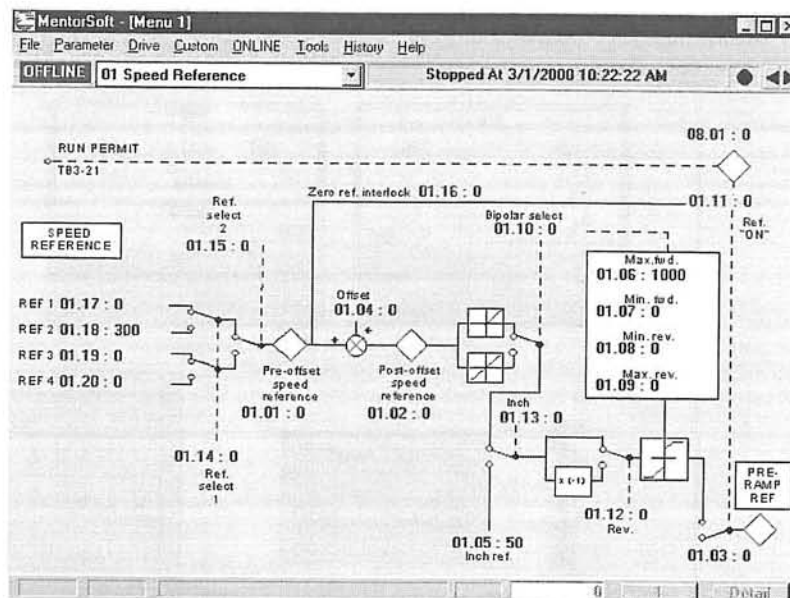 MentorSoft - [Menu 1]
File Parameter Drive Custom ONLINE Tools History Help
OFFLINE 01 Speed Reference Stopped At 3/1/2000 10:22:22 AM
08.01 : 0
RUN PERMIT
TB3-21
Ref. select 2
01.15 : 0
Zero ref. interlock 01.16 : 0
01.11 : 0
Ref. "ON"
SPEED REFERENCE
Bipolar select
01.10 : 0
Max. fwd.
01.06 : 1000
Min. fwd.
01.07 : 0
Min. rev.
01.08 : 0
Max. rev.
01.09 : 0
Offset
01.04 : 0
REF 1 01.17 : 0
REF 2 01.18 : 300
REF 3 01.19 : 0
REF 4 01.20 : 0
Pre-offset speed reference
01.01 : 0
Post-offset speed reference
01.02 : 0
Inch
01.13 : 0
01.14 : 0
Ref. select 1
x (-1)
01.12 : 0
Rev.
01.05 : 50
Inch ref.
PRE-RAMP REF
01.03 : 0
0
Detail